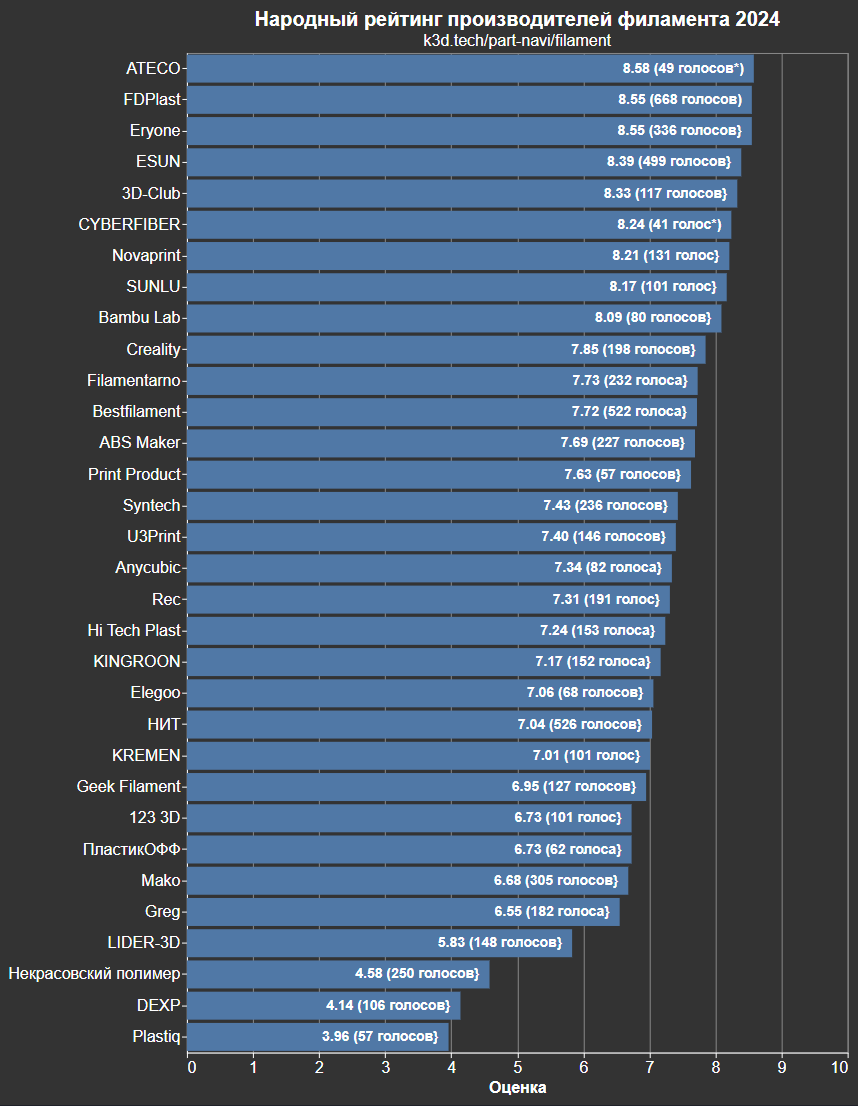 Народный рейтинг производителей филамента 2024
k3d.tech/part-navi/filament
ATECO 8.58 (49 голосов*)
FDPlast 8.55 (668 голосов)
Eryone 8.55 (336 голосов}
ESUN 8.39 (499 голосов}
3D-Club 8.33 (117 голосов}
CYBERFIBER 8.24 (41 голос*)
Novaprint 8.21 (131 голос}
SUNLU 8.17 (101 голос}
Bambu Lab 8.09 (80 голосов}
Creality 7.85 (198 голосов}
Filamentarno 7.73 (232 голоса}
Bestfilament 7.72 (522 голоса}
ABS Maker 7.69 (227 голосов}
Print Product 7.63 (57 голосов}
Syntech 7.43 (236 голосов}
U3Print 7.40 (146 голосов}
Anycubic 7.34 (82 голоса}
Rec 7.31 (191 голос}
Hi Tech Plast 7.24 (153 голоса}
KINGROON 7.17 (152 голоса}
Elegoo 7.06 (68 голосов}
НИТ 7.04 (526 голосов}
KREMEN 7.01 (101 голос}
Geek Filament 6.95 (127 голосов}
123 3D 6.73 (101 голос}
ПластикОФФ 6.73 (62 голоса}
Mako 6.68 (305 голосов}
Greg 6.55 (182 голоса}
LIDER-3D 5.83 (148 голосов}
Некрасовский полимер 4.58 (250 голосов}
DEXP 4.14 (106 голосов}
Plastiq 3.96 (57 голосов}
0 1 2 3 4 5 6 7 8 9 10
Оценка